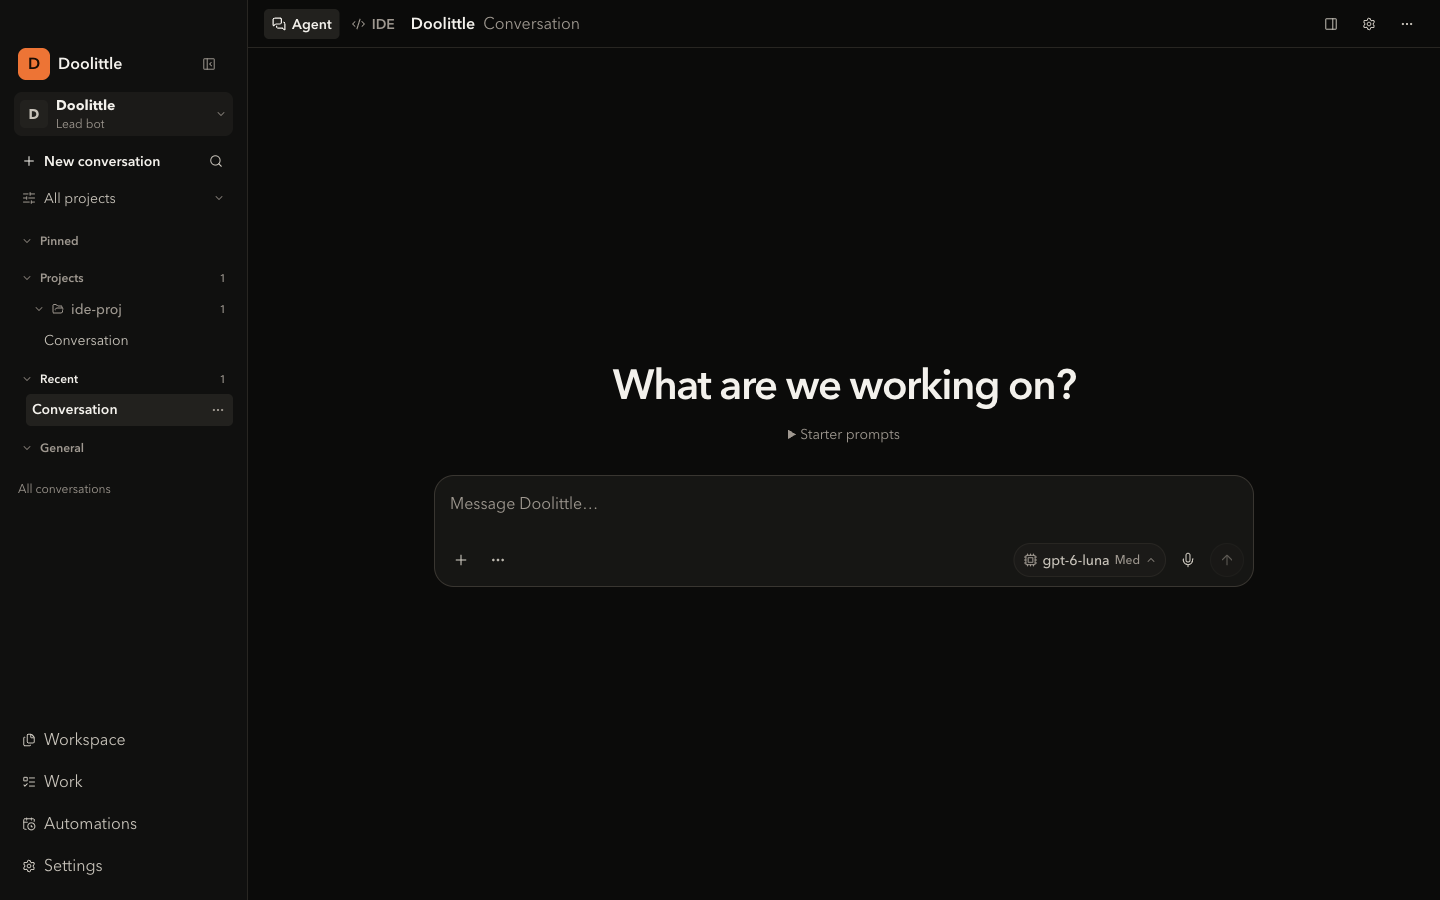 D Doolittle
D Doolittle
Lead bot
New conversation
All projects
Pinned
Projects 1
ide-proj 1
Conversation
Recent 1
Conversation
General
All conversations
Workspace
Work
Automations
Settings
Agent IDE Doolittle Conversation
What are we working on?
Starter prompts
Message Doolittle…
gpt-6-luna Med